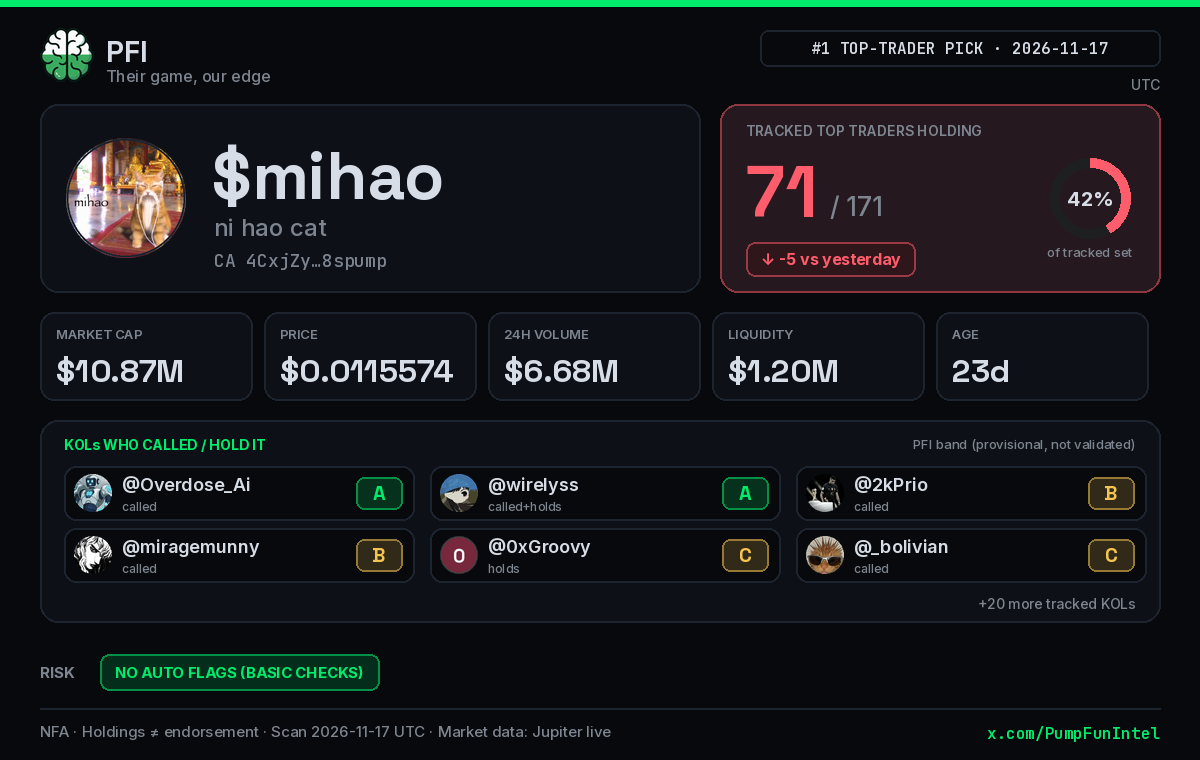 PFI
Their game, our edge
#1 TOP-TRADER PICK · 2026-11-17
UTC
mihao
$mihao
ni hao cat
CA 4CxjZy…8spump
TRACKED TOP TRADERS HOLDING
71 / 171
42%
of tracked set
↓ -5 vs yesterday
MARKET CAP
$10.87M
PRICE
$0.0115574
24H VOLUME
$6.68M
LIQUIDITY
$1.20M
AGE
23d
KOLs WHO CALLED / HOLD IT
PFI band (provisional, not validated)
@Overdose_Ai
called
A
@wirelyss
called+holds
A
@2kPrio
called
B
@miragemunny
called
B
0
@0xGroovy
holds
C
@_bolivian
called
C
+20 more tracked KOLs
RISK
NO AUTO FLAGS (BASIC CHECKS)
NFA · Holdings ≠ endorsement · Scan 2026-11-17 UTC · Market data: Jupiter live
x.com/PumpFunIntel